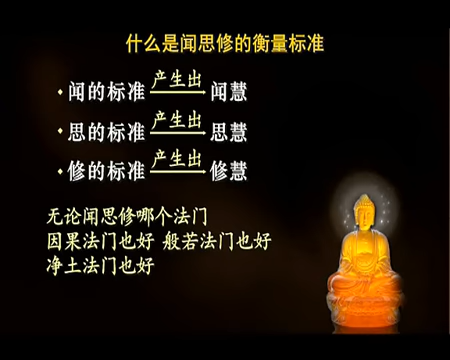 什么是闻思修的衡量标准
·闻的标准 产生出 闻慧
·思的标准 产生出 思慧
·修的标准 产生出 修慧
无论闻思修哪个法门
因果法门也好 般若法门也好
净土法门也好